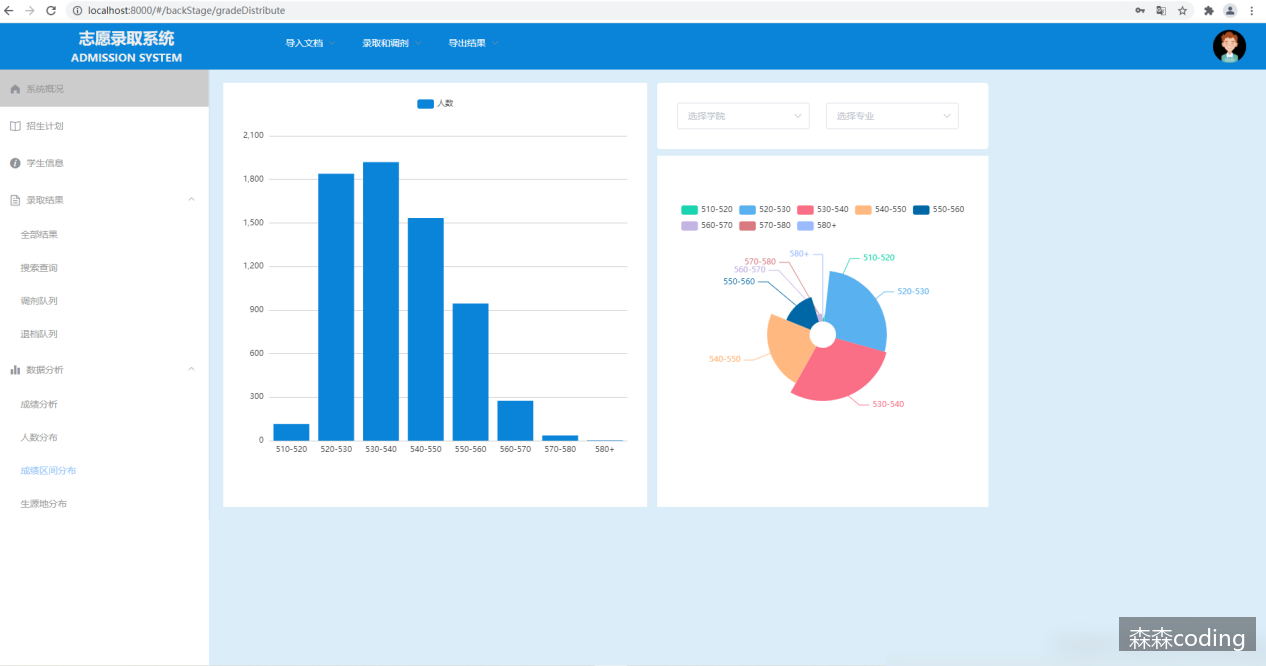 localhost:8000/#/backStage/gradeDistribute
志愿录取系统
ADMISSION SYSTEM
导入文档
录取和调剂
导出结果
系统概况
招生计划
学生信息
录取结果
全部结果
搜索查询
调剂队列
退档队列
数据分析
成绩分析
人数分布
成绩区间分布
生源地分布
人数
2,100
1,800
1,500
1,200
900
600
300
0
510-520 520-530 530-540 540-550 550-560 560-570 570-580 580+
选择学院
选择专业
510-520 520-530 530-540 540-550 550-560
560-570 570-580 580+
580+
510-520
570-580
560-570
550-560
520-530
540-550
530-540
森森coding